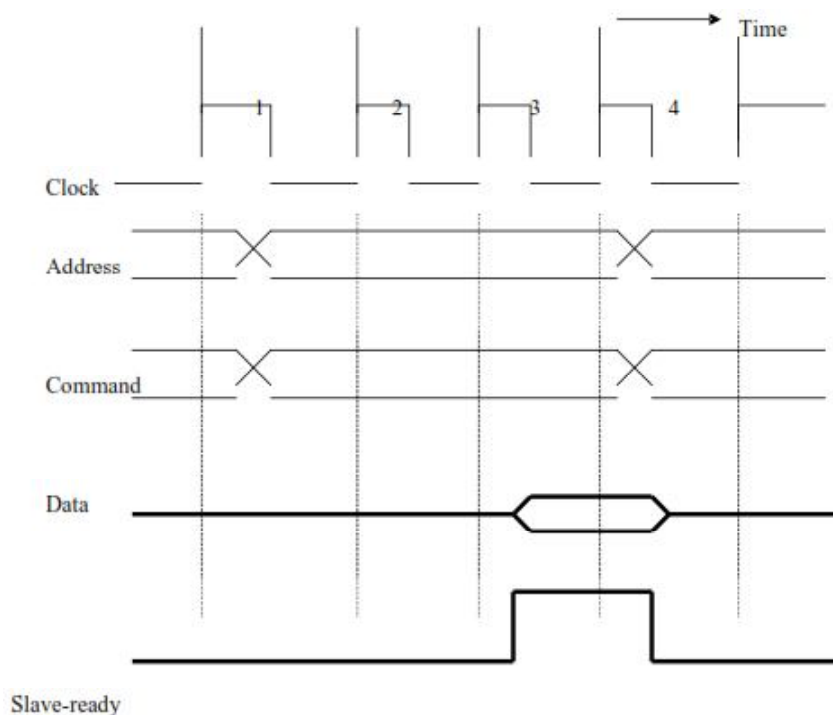 Time
1 2 3 4
Clock
Address
Command
Data
Slave-ready